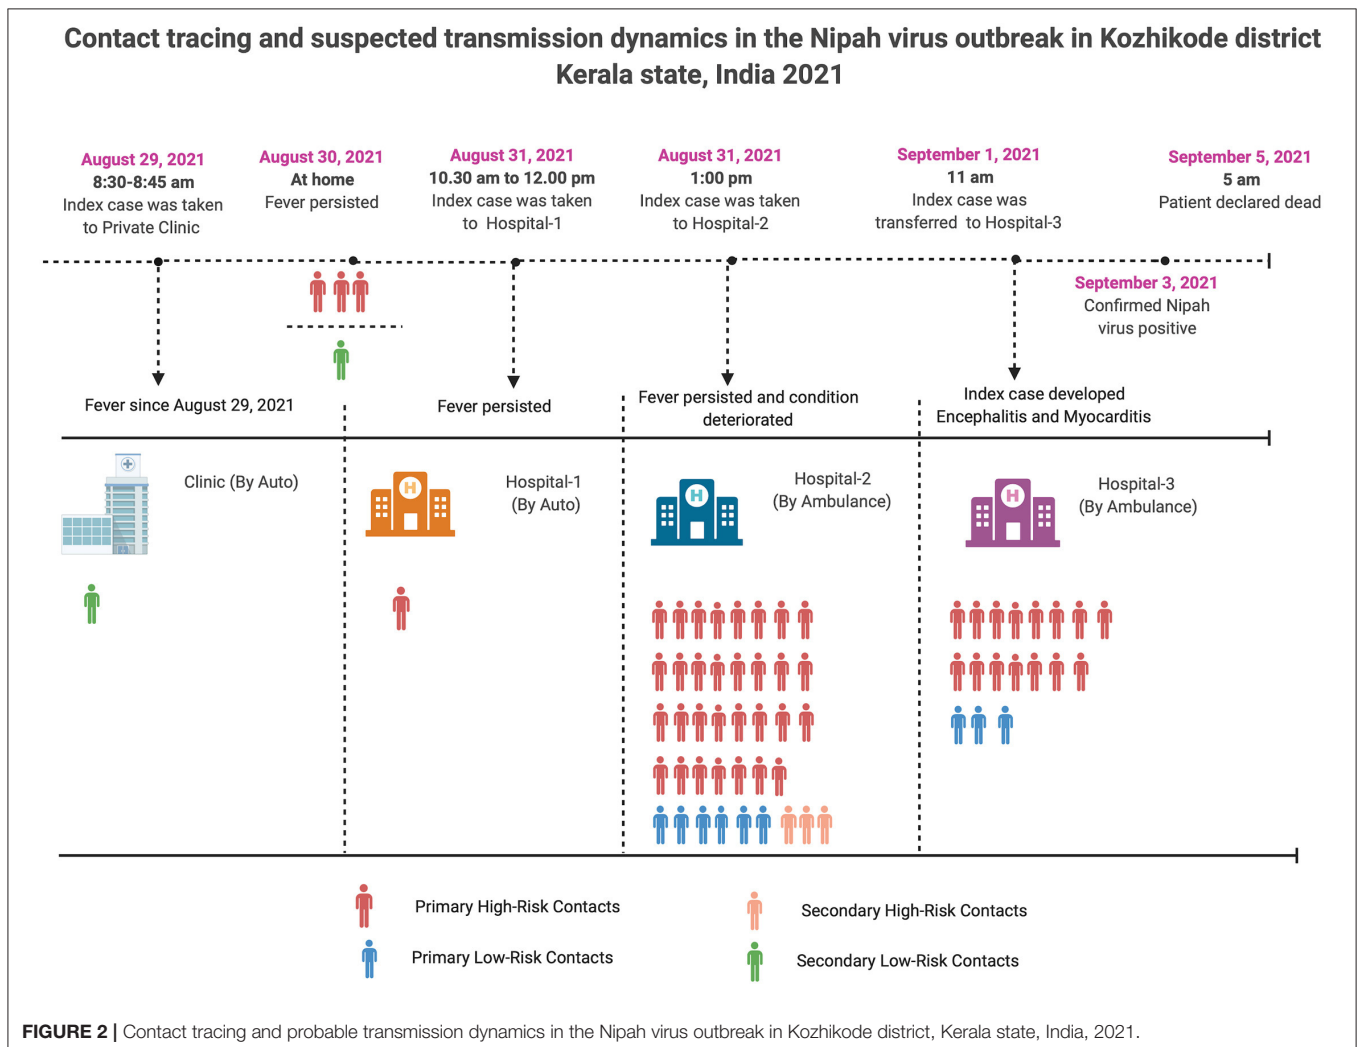 Contact tracing and suspected transmission dynamics in the Nipah virus outbreak in Kozhikode district
Kerala state, India 2021
August 29, 2021
8:30-8:45 am
Index case was taken
to Private Clinic
August 30, 2021
At home
Fever persisted
August 31, 2021
10.30 am to 12.00 pm
Index case was taken
to Hospital-1
August 31, 2021
1:00 pm
Index case was taken
to Hospital-2
September 1, 2021
11 am
Index case was
transferred to Hospital-3
September 5, 2021
5 am
Patient declared dead
September 3, 2021
Confirmed Nipah
virus positive
Fever since August 29, 2021
Fever persisted
Fever persisted and condition
deteriorated
Index case developed
Encephalitis and Myocarditis
Clinic (By Auto)
H
Hospital-1
(By Auto)
H
Hospital-2
(By Ambulance)
H
Hospital-3
(By Ambulance)
Primary High-Risk Contacts
Secondary High-Risk Contacts
Primary Low-Risk Contacts
Secondary Low-Risk Contacts
FIGURE 2 | Contact tracing and probable transmission dynamics in the Nipah virus outbreak in Kozhikode district, Kerala state, India, 2021.